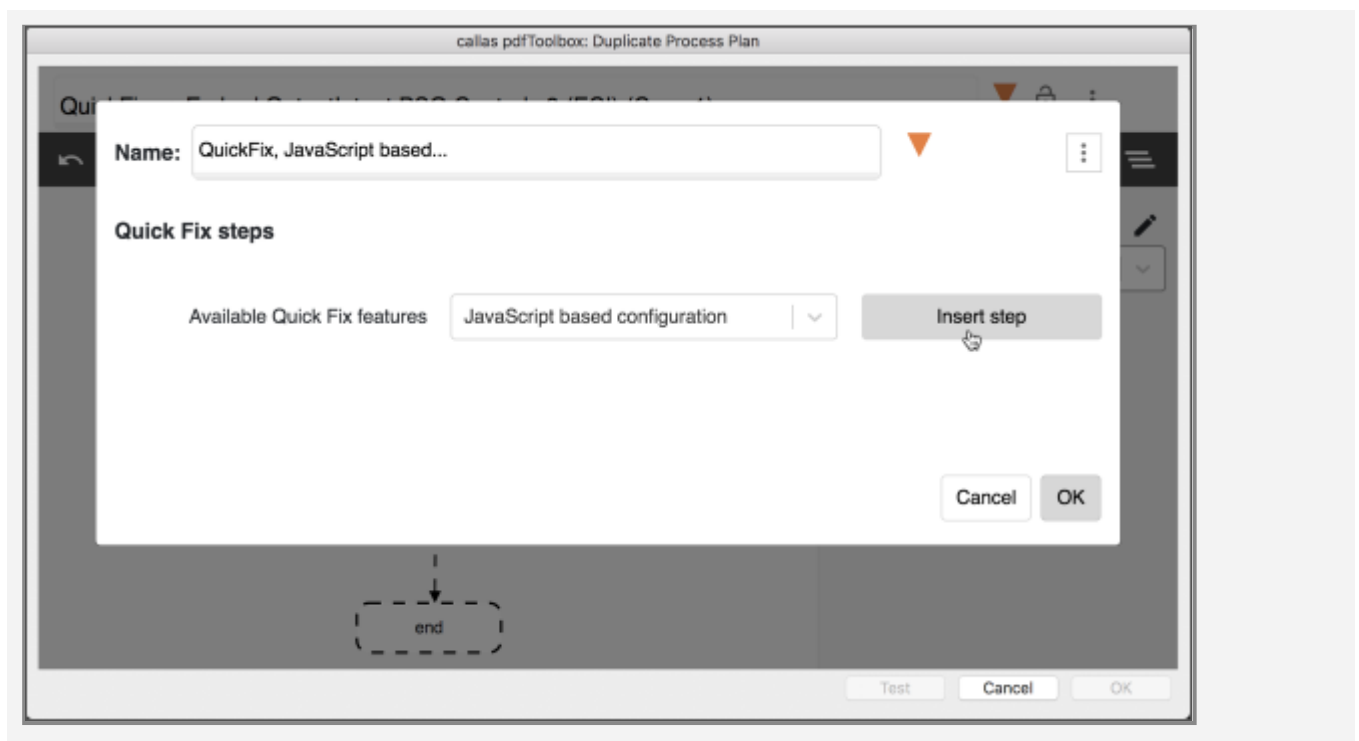 callas pdfToolbox: Duplicate Process Plan
Qui
Name: QuickFix, JavaScript based...
Quick Fix steps
Available Quick Fix features JavaScript based configuration Insert step
Cancel OK
end
Test Cancel OK